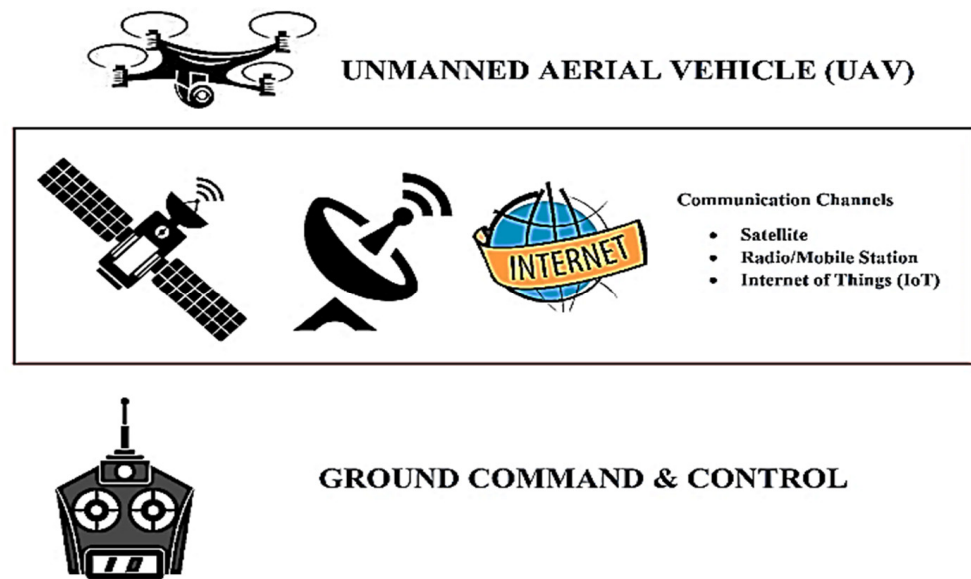 UNMANNED AERIAL VEHICLE (UAV)
INTERNET
Communication Channels
• Satellite
• Radio/Mobile Station
• Internet of Things (IoT)
GROUND COMMAND & CONTROL